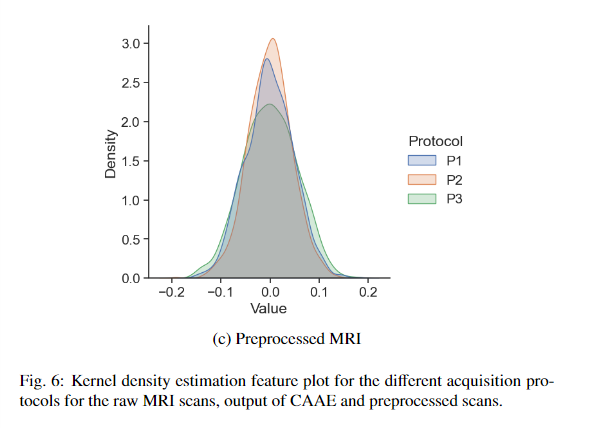 3.0
2.5
2.0
1.5
1.0
0.5
0.0
Density
−0.2 −0.1 0.0 0.1 0.2
Value
Protocol
P1
P2
P3
(c) Preprocessed MRI
Fig. 6: Kernel density estimation feature plot for the different acquisition pro-
tocols for the raw MRI scans, output of CAAE and preprocessed scans.